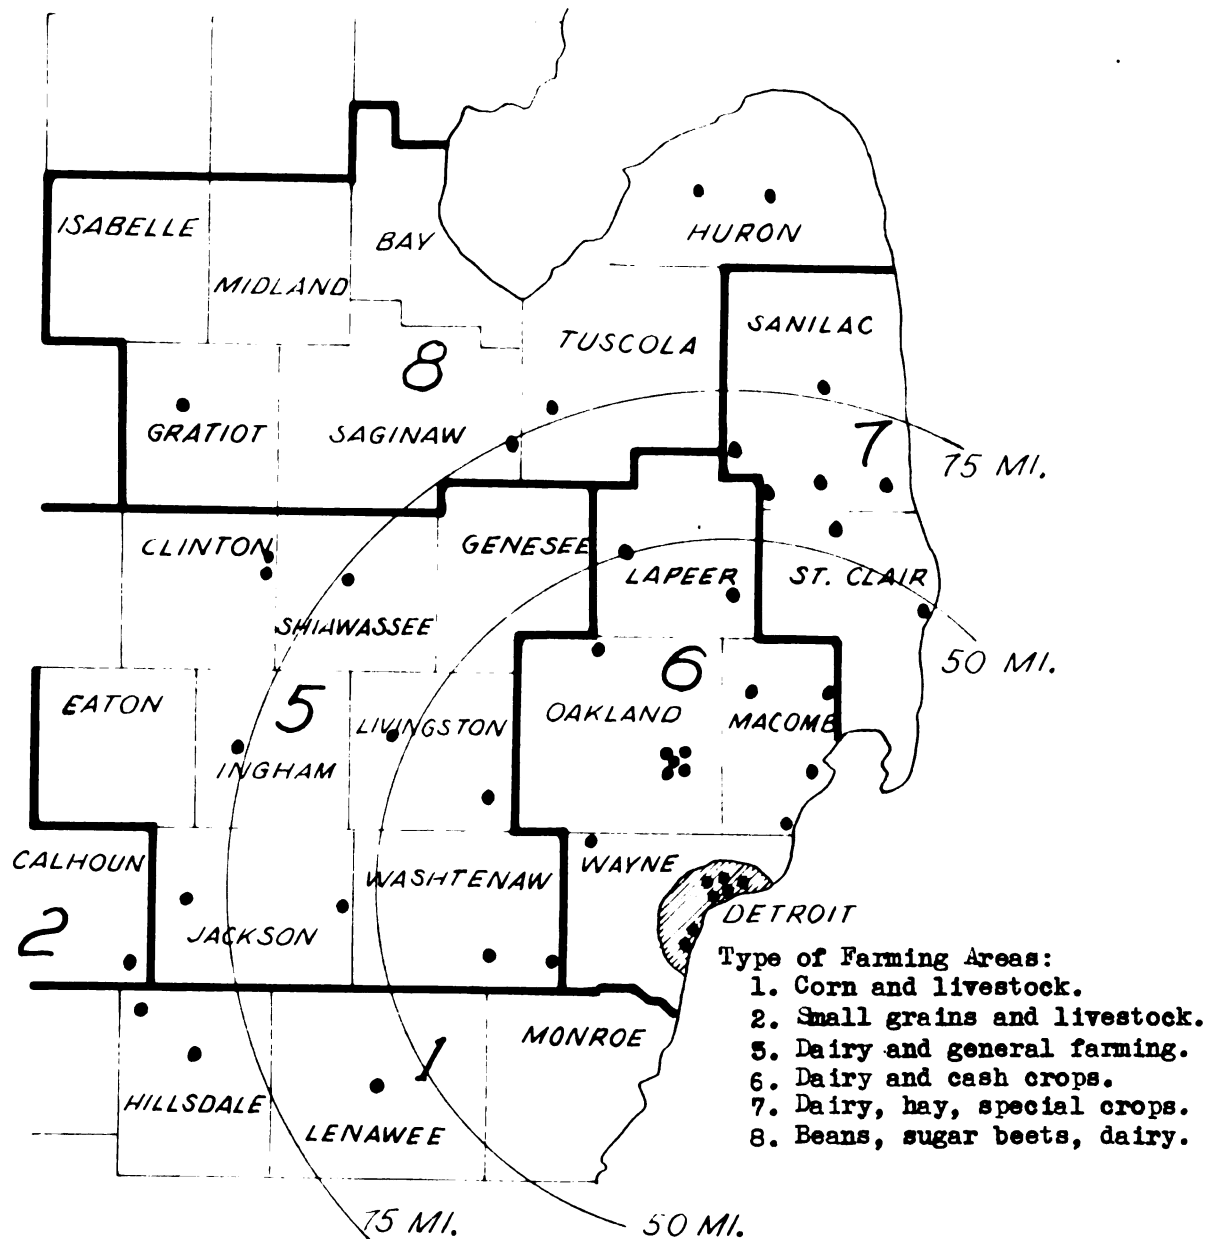 ISABELLE
BAY
HURON
MIDLAND
SANILAC
TUSCOLA
8
GRATIOT
SAGINAW
7
75 MI.
CLINTON
GENESEE
LAPEER
ST. CLAIR
SHIAWASSEE
6
50 MI.
EATON
5
LIVINGSTON
OAKLAND
MACOMB
INGHAM
CALHOUN
WASHTENAW
WAYNE
2
JACKSON
DETROIT
Type of Farming Areas:
1. Corn and livestock.
2. Small grains and livestock.
5. Dairy and general farming.
6. Dairy and cash crops.
7. Dairy, hay, special crops.
8. Beans, sugar beets, dairy.
MONROE
1
HILLSDALE
LENAWEE
75 MI.
50 MI.